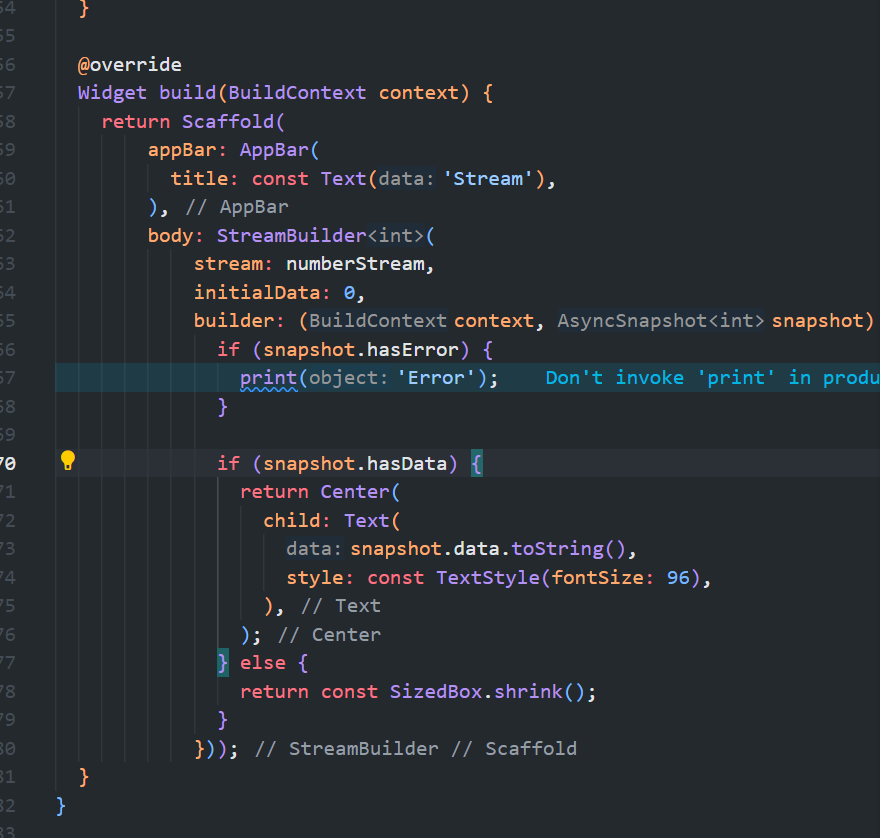 54 }
55
56 @override
57 Widget build(BuildContext context) {
58 return Scaffold(
59 appBar: AppBar(
60 title: const Text(data: 'Stream'),
61 ), // AppBar
62 body: StreamBuilder<int>(
63 stream: numberStream,
64 initialData: 0,
65 builder: (BuildContext context, AsyncSnapshot<int> snapshot)
66 if (snapshot.hasError) {
67 print(object: 'Error'); Don't invoke 'print' in produ
68 }
69
70 if (snapshot.hasData) {
71 return Center(
72 child: Text(
73 data: snapshot.data.toString(),
74 style: const TextStyle(fontSize: 96),
75 ), // Text
76 ); // Center
77 } else {
78 return const SizedBox.shrink();
79 }
80 })); // StreamBuilder // Scaffold
81 }
82 }
83